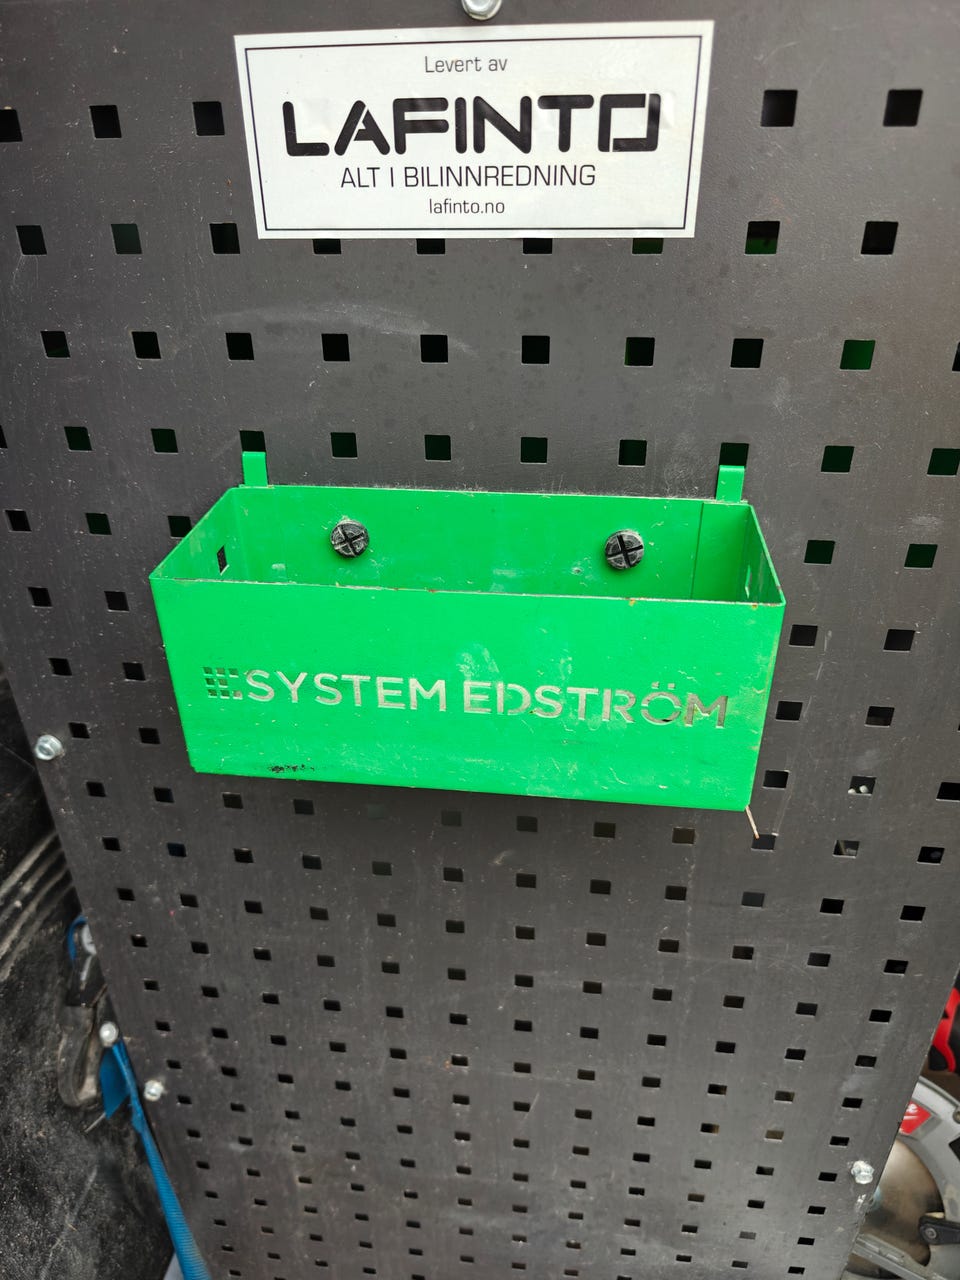 Levert av
LAFINTO
ALT I BILINNREDNING
lafinto.no
SYSTEM EDSTRÖM